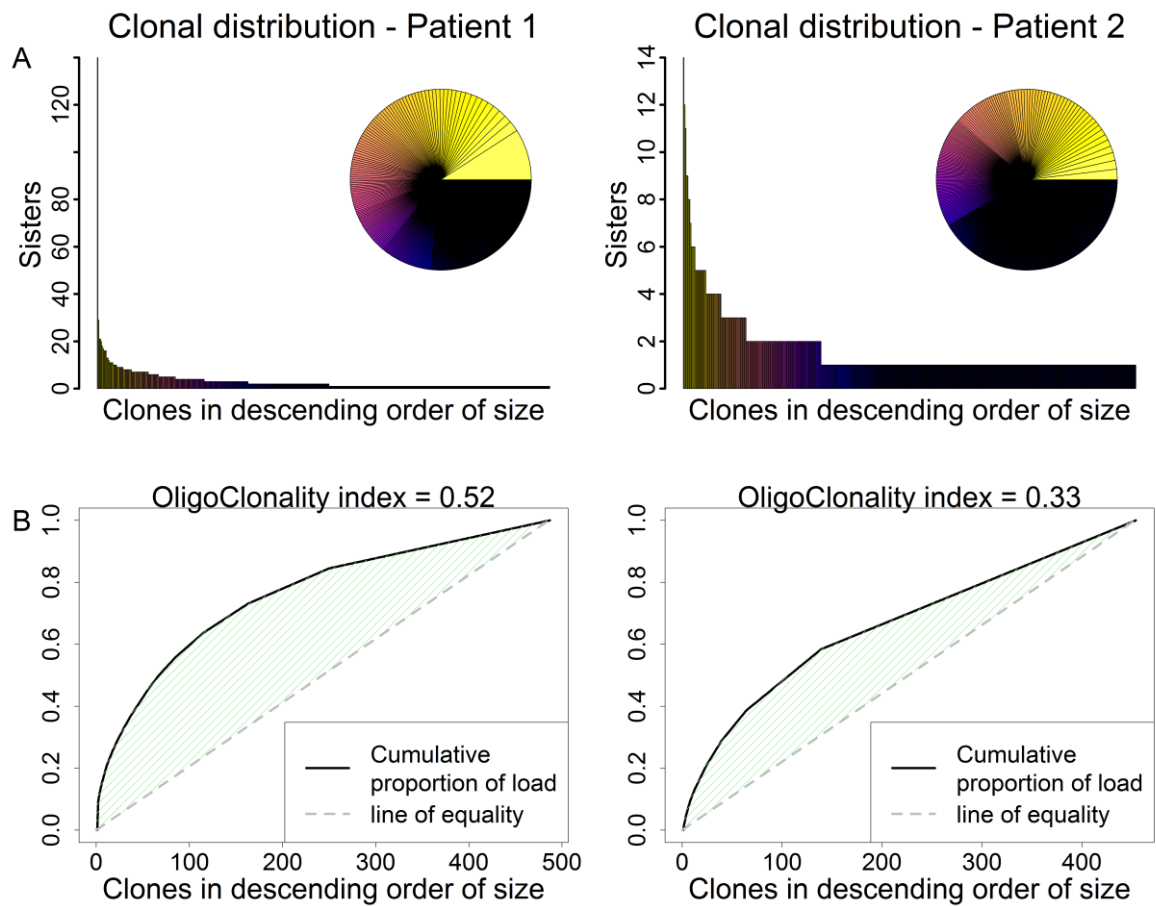 Clonal distribution - Patient 1
Clonal distribution - Patient 2
A
Sisters
0
20
40
60
80
120
Clones in descending order of size
Sisters
0
2
4
6
8
10
12
14
Clones in descending order of size
B
OligoClonality index = 0.52
0.0
0.2
0.4
0.6
0.8
1.0
Cumulative
proportion of load
line of equality
0
100
200
300
400
500
Clones in descending order of size
OligoClonality index = 0.33
0.0
0.2
0.4
0.6
0.8
1.0
Cumulative
proportion of load
line of equality
0
100
200
300
400
Clones in descending order of size